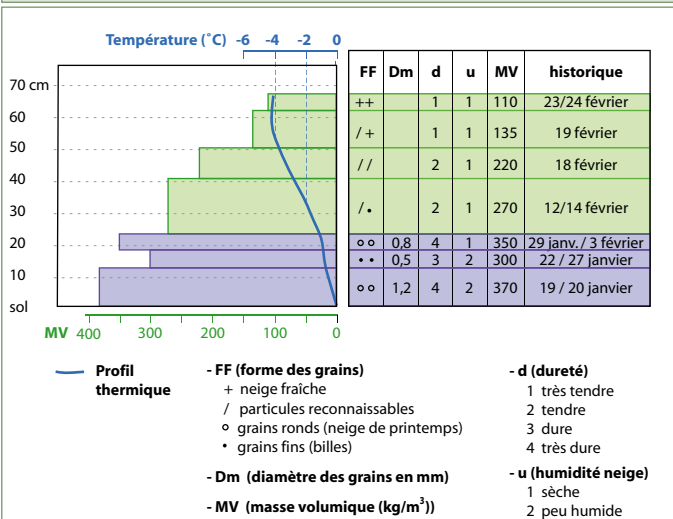 Température (˚C) -6 -4 -2 0
FF Dm d u MV historique
70 cm
++ 1 1 110 23/24 février
60
/ + 1 1 135 19 février
50
/ / 2 1 220 18 février
40
/ • 2 1 270 12/14 février
30
20
∘∘ 0,8 4 1 350 29 janv. / 3 février
•• 0,5 3 2 300 22 / 27 janvier
10
∘∘ 1,2 4 2 370 19 / 20 janvier
sol
MV 400 300 200 100 0
Profil
thermique
- FF (forme des grains)
+ neige fraîche
/ particules reconnaissables
∘ grains ronds (neige de printemps)
• grains fins (billes)
- Dm (diamètre des grains en mm)
- MV (masse volumique (kg/m³))
- d (dureté)
1 très tendre
2 tendre
3 dure
4 très dure
- u (humidité neige)
1 sèche
2 peu humide